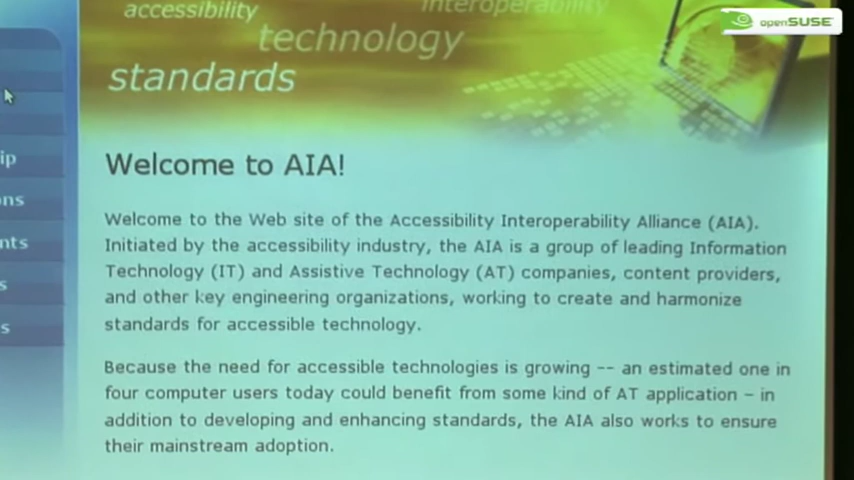 accessibility
interoperability
openSUSE
technology
standards
ip
ns
nts
s
s
Welcome to AIA!
Welcome to the Web site of the Accessibility Interoperability Alliance (AIA).
Initiated by the accessibility industry, the AIA is a group of leading Information
Technology (IT) and Assistive Technology (AT) companies, content providers,
and other key engineering organizations, working to create and harmonize
standards for accessible technology.
Because the need for accessible technologies is growing -- an estimated one in
four computer users today could benefit from some kind of AT application – in
addition to developing and enhancing standards, the AIA also works to ensure
their mainstream adoption.